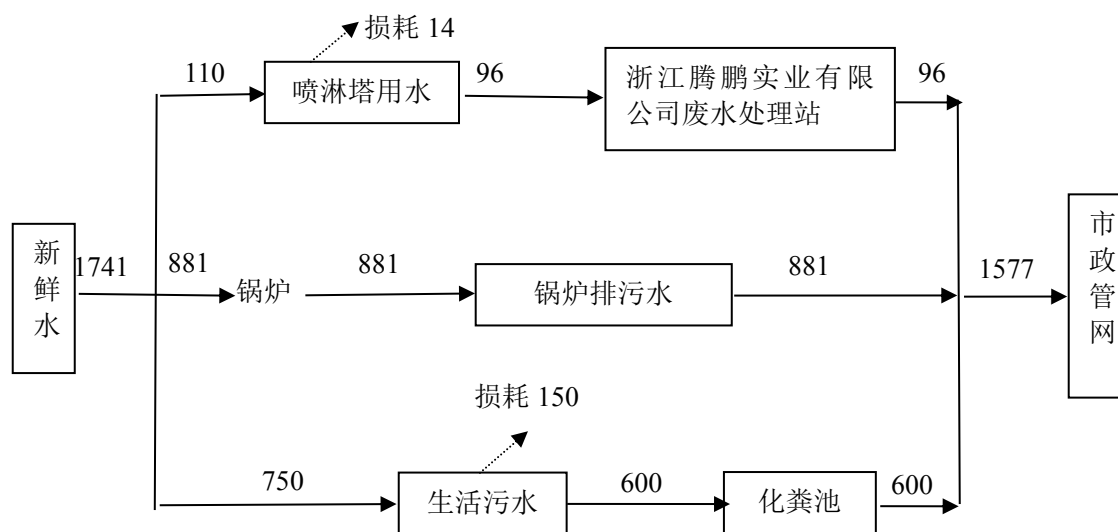 损耗 14
110
喷淋塔用水
96
浙江腾鹏实业有限
公司废水处理站
96
新鲜水
1741
881
锅炉
881
锅炉排污水
881
1577
市政管网
损耗 150
750
生活污水
600
化粪池
600